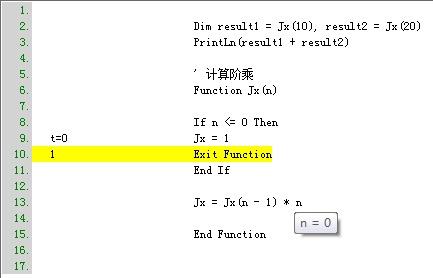 1.
2. Dim result1 = Jx(10), result2 = Jx(20)
3. PrintLn(result1 + result2)
4.
5. ' 计算阶乘
6. Function Jx(n)
7.
8. If n <= 0 Then
9. t=0 Jx = 1
10. 1 Exit Function
11. End If
12.
13. Jx = Jx(n - 1) * n
14. n = 0
15. End Function
16.
17.